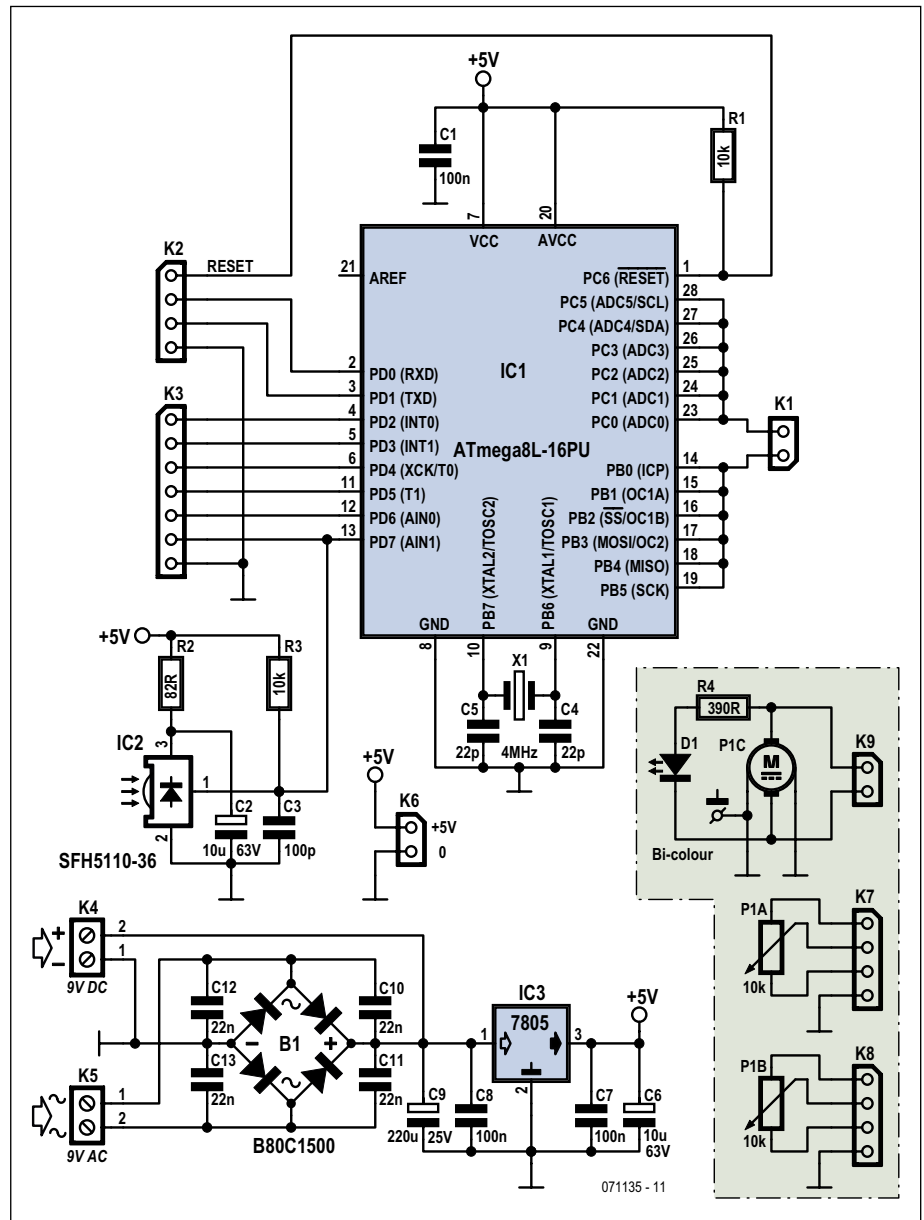 +5V
C1
100n
R1
10k
7
20
VCC
AVCC
K2
RESET
21
AREF
PC6 (RESET)
1
PC5 (ADC5/SCL)
28
PC4 (ADC4/SDA)
27
PC3 (ADC3)
26
IC1
PC2 (ADC2)
25
2
PD0 (RXD)
PC1 (ADC1)
24
3
PD1 (TXD)
PC0 (ADC0)
23
K1
K3
4
PD2 (INT0)
5
PD3 (INT1)
ATmega8L-16PU
PB0 (ICP)
14
6
PD4 (XCK/T0)
PB1 (OC1A)
15
11
PD5 (T1)
PB2 (SS/OC1B)
16
12
PD6 (AIN0)
PB3 (MOSI/OC2)
17
13
PD7 (AIN1)
PB4 (MISO)
18
PB5 (SCK)
19
PB7 (XTAL2/TOSC2)
PB6 (XTAL1/TOSC1)
GND
GND
8
10
9
22
+5V
R2
82R
R3
10k
X1
C5
22p
4MHz
C4
22p
IC2
3
1
2
C2
10u
63V
C3
100p
SFH5110-36
+5V
K6
+5V
0
R4
390R
D1
P1C
M
K9
Bi-colour
K4
+
–
2
1
9V DC
P1A
10k
K7
C12
22n
C10
22n
IC3
7805
+5V
1
3
2
–
B1
+
~
~
C13
22n
C11
22n
K5
~
1
2
9V AC
B80C1500
C9
220u
25V
C8
100n
C7
100n
C6
10u
63V
P1B
10k
K8
071135 - 11